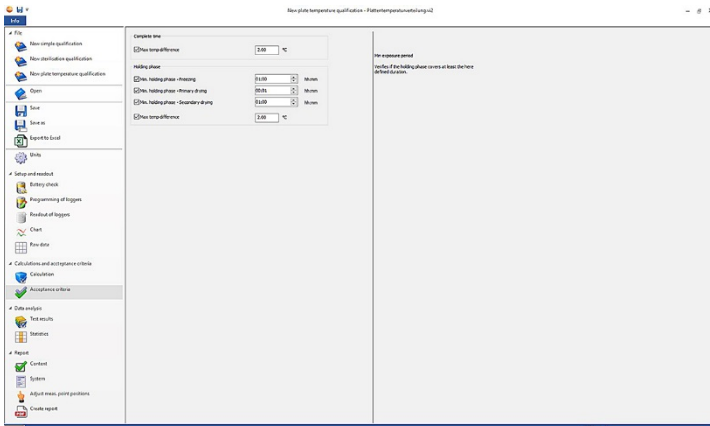 New plate temperature qualification - Plattentemperaturverteilung.vi2
Info
File
New simple qualification
New sterilisation qualification
New plate temperature qualification
Open
Save
Save as
Export to Excel
Units
Setup and readout
Battery check
Programming of loggers
Readout of loggers
Chart
Raw data
Calculations and acceptance criteria
Calculation
Acceptance criteria
Data analysis
Test results
Statistics
Report
Content
System
Adjust meas. point positions
Create report
Complete time
Max temp difference 2.00 °C
Holding phase
Min. holding phase - Freezing 01:00 hh:mm
Min. holding phase - Primary drying 00:01 hh:mm
Min. holding phase - Secondary drying 01:00 hh:mm
Max temp difference 2.00 °C
Min exposure period
Verifies if the holding phase covers at least the here
defined duration.